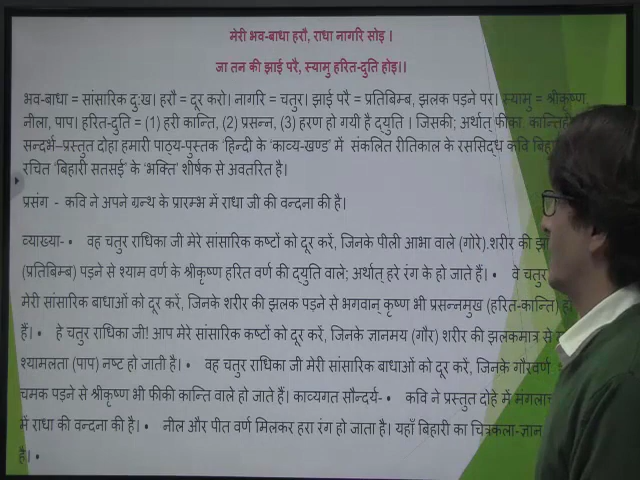 मेरी भव-बाधा हरौ, राधा नागरि सोइ ।
जा तन की झाई परै, स्यामु हरित-दुति होइ।।
भव-बाधा = सांसारिक दु:ख। हरौ = दूर करो। नागरि = चतुर। झाई परै = प्रतिबिम्ब, झलक पड़ने पर। स्यामु = श्रीकृष्ण,
नीला, पाप। हरित-दुति = (1) हरी कान्ति, (2) प्रसन्न, (3) हरण हो गयी है द्युति । जिसकी; अर्थात् फीका, कान्तिही
सन्दर्भ–प्रस्तुत दोहा हमारी पाठ्य-पुस्तक 'हिन्दी के 'काव्य-खण्ड' में संकलित रीतिकाल के रससिद्ध कवि बिहा
रचित 'बिहारी सतसई' के 'भक्ति' शीर्षक से अवतरित है।
प्रसंग - कवि ने अपने ग्रन्थ के प्रारम्भ में राधा जी की वन्दना की है।
व्याख्या- • वह चतुर राधिका जी मेरे सांसारिक कष्टों को दूर करें, जिनके पीली आभा वाले (गोरे).शरीर की झा
(प्रतिबिम्ब) पड़ने से श्याम वर्ण के श्रीकृष्ण हरित वर्ण की द्युति वाले; अर्थात् हरे रंग के हो जाते हैं। • वे चतुर
मेरी सांसारिक बाधाओं को दूर करें, जिनके शरीर की झलक पड़ने से भगवान् कृष्ण भी प्रसन्नमुख (हरित-कान्ति) हो
हैं। • हे चतुर राधिका जी! आप मेरे सांसारिक कष्टों को दूर करें, जिनके ज्ञानमय (गौर) शरीर की झलकमात्र से
श्यामलता (पाप) नष्ट हो जाती है। • वह चतुर राधिका जी मेरी सांसारिक बाधाओं को दूर करें, जिनके गौरवर्ण
चमक पड़ने से श्रीकृष्ण भी फीकी कान्ति वाले हो जाते हैं। काव्यगत सौन्दर्य- • कवि ने प्रस्तुत दोहे में मंगला
में राधा की वन्दना की है। • नील और पीत वर्ण मिलकर हरा रंग हो जाता है। यहाँ बिहारी का चित्रकला-ज्ञान
है। •